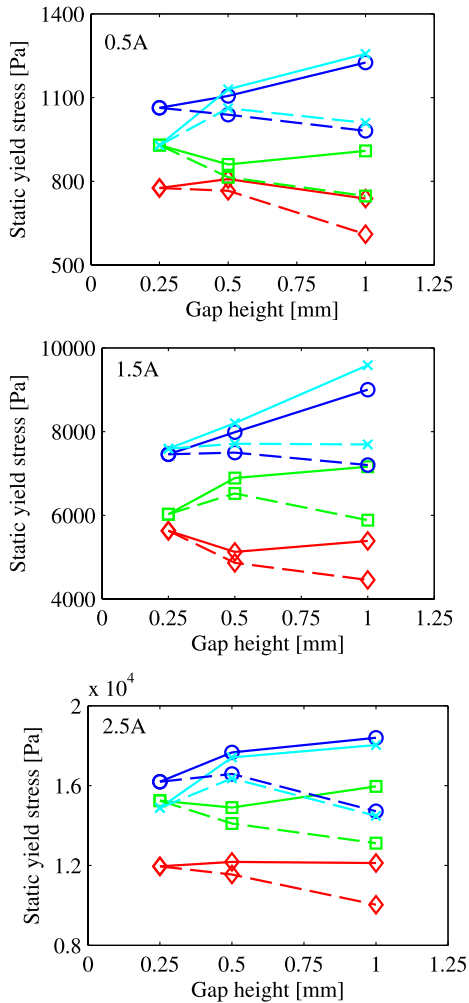 1400
0.5A
1100
800
500
Static yield stress [Pa]
0 0.25 0.5 0.75 1 1.25
Gap height [mm]
10000
1.5A
8000
6000
4000
Static yield stress [Pa]
0 0.25 0.5 0.75 1 1.25
Gap height [mm]
x 10⁴
2
2.5A
1.6
1.2
0.8
Static yield stress [Pa]
0 0.25 0.5 0.75 1 1.25
Gap height [mm]